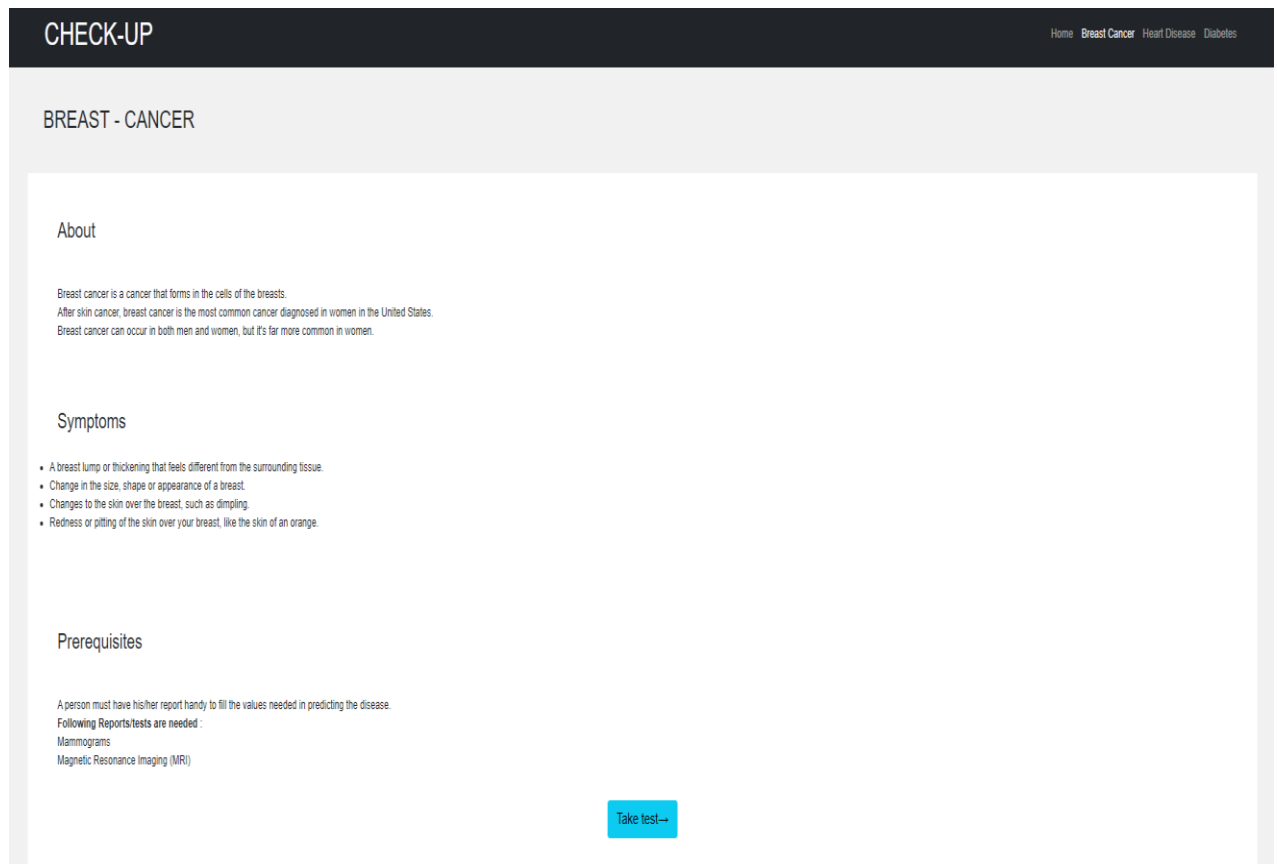 CHECK-UP
Home Breast Cancer Heart Disease Diabetes
BREAST - CANCER
About
Breast cancer is a cancer that forms in the cells of the breasts.
After skin cancer, breast cancer is the most common cancer diagnosed in women in the United States.
Breast cancer can occur in both men and women, but it's far more common in women.
Symptoms
• A breast lump or thickening that feels different from the surrounding tissue.
• Change in the size, shape or appearance of a breast.
• Changes to the skin over the breast, such as dimpling.
• Redness or pitting of the skin over your breast, like the skin of an orange.
Prerequisites
A person must have his/her report handy to fill the values needed in predicting the disease.
Following Reports/tests are needed :
Mammograms
Magnetic Resonance Imaging (MRI)
Take test→